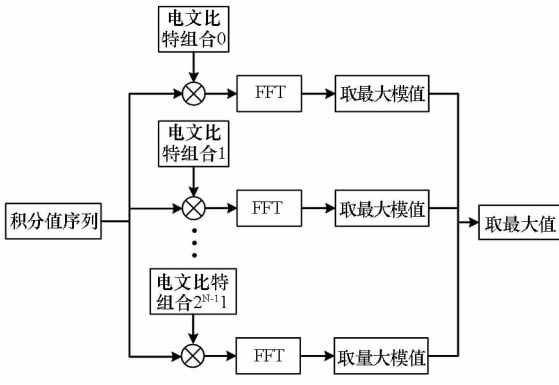 电文比
特组合0
FFT
取最大模值
电文比
特组合1
积分值序列
FFT
取最大模值
取最大值
电文比特
组合2^{N-1}1
FFT
取量大模值